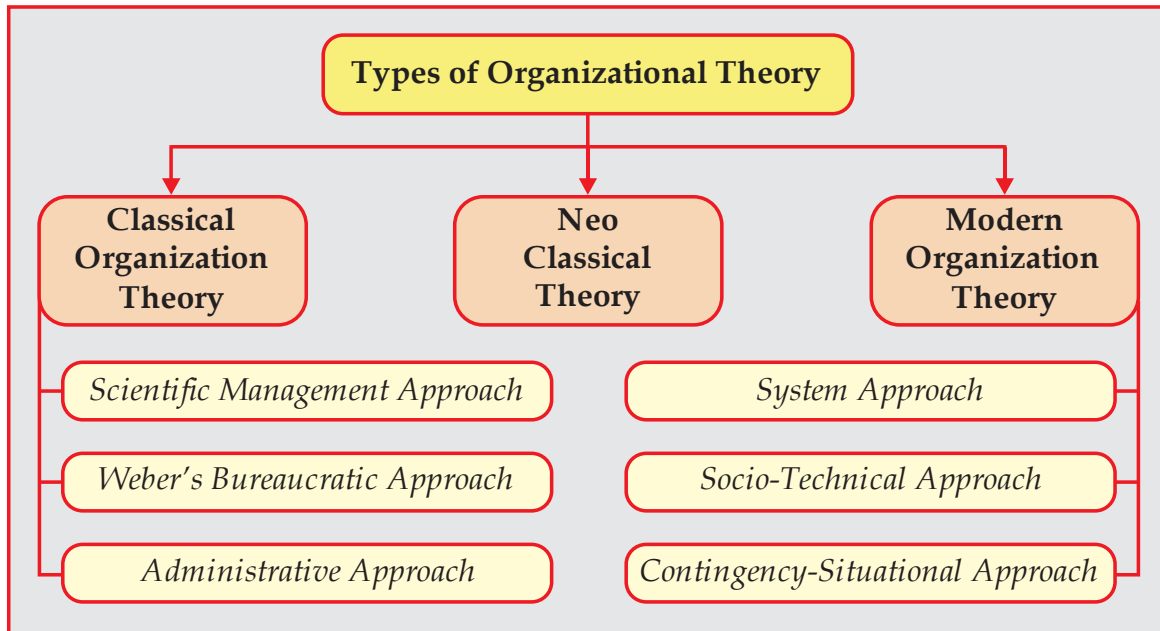 Types of Organizational Theory
Classical
Organization
Theory
Neo
Classical
Theory
Modern
Organization
Theory
Scientific Management Approach
Weber’s Bureaucratic Approach
Administrative Approach
System Approach
Socio-Technical Approach
Contingency-Situational Approach